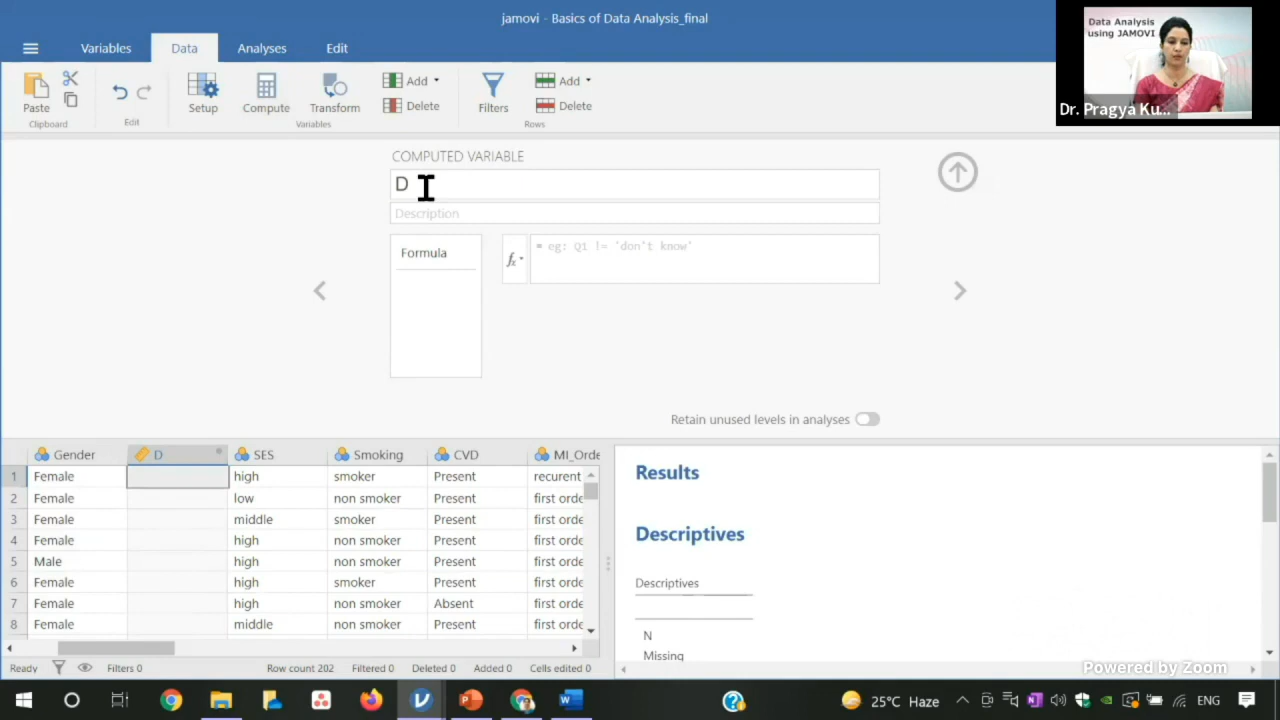 jamovi - Basics of Data Analysis_final
Data Analysis
using JAMOVI
Dr. Pragya Ku...
Variables Data Analyses Edit
Paste
Clipboard
Edit
Setup Compute Transform Add Delete
Variables
Filters Add Delete
Rows
COMPUTED VARIABLE
D
Description
Formula
fx
= eg: Q1 != 'don't know'
Retain unused levels in analyses
Gender D SES Smoking CVD MI_Orde
1 Female high smoker Present recurent
2 Female low non smoker Present first orde
3 Female middle smoker Present first orde
4 Female high non smoker Present first orde
5 Male high non smoker Present first orde
6 Female high smoker Present first orde
7 Female high non smoker Absent first orde
8 Female middle non smoker Present first orde
Ready Filters 0 Row count 202 Filtered 0 Deleted 0 Added 0 Cells edited 0
Results
Descriptives
Descriptives
N
Missing
Powered by Zoom
25°C Haze ENG